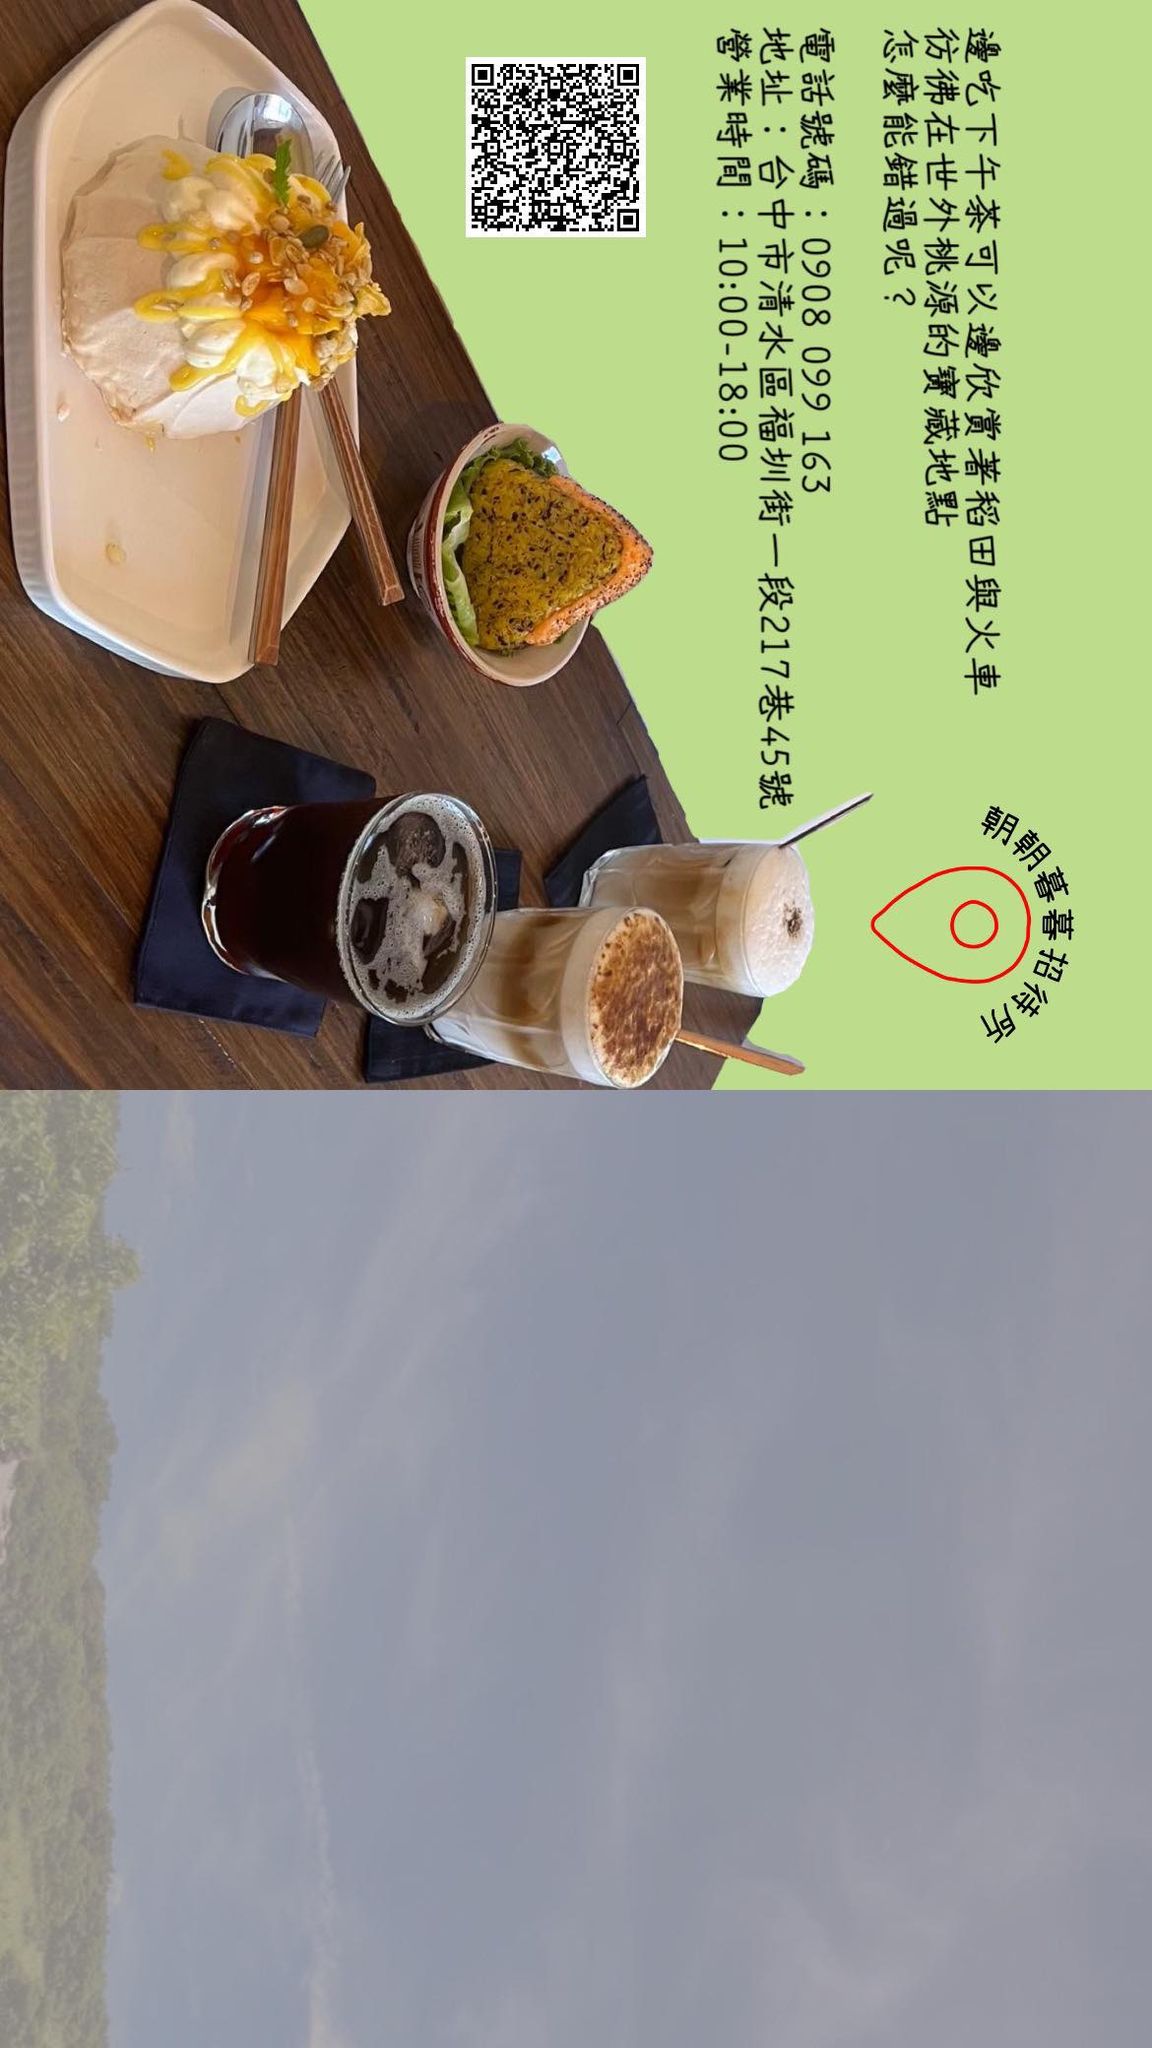 朝朝暮暮招待所
邊吃下午茶可以邊欣賞著稻田與火車
彷彿在世外桃源的寶藏地點
怎麼能錯過呢？
電話號碼：0908 099 163
地址：台中市清水區福圳街一段217巷45號
營業時間：10:00-18:00